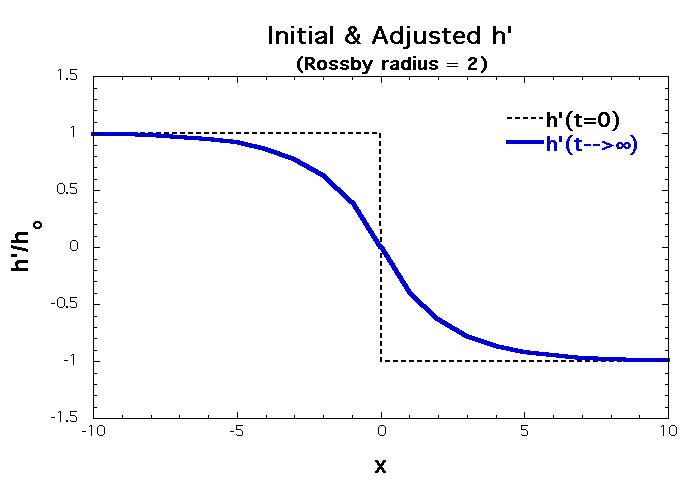 Initial & Adjusted h'
(Rossby radius = 2)
1.5
1
0.5
0
-0.5
-1
-1.5
h'/ho
h'(t=0)
h'(t-->∞)
-10
-5
0
5
10
x